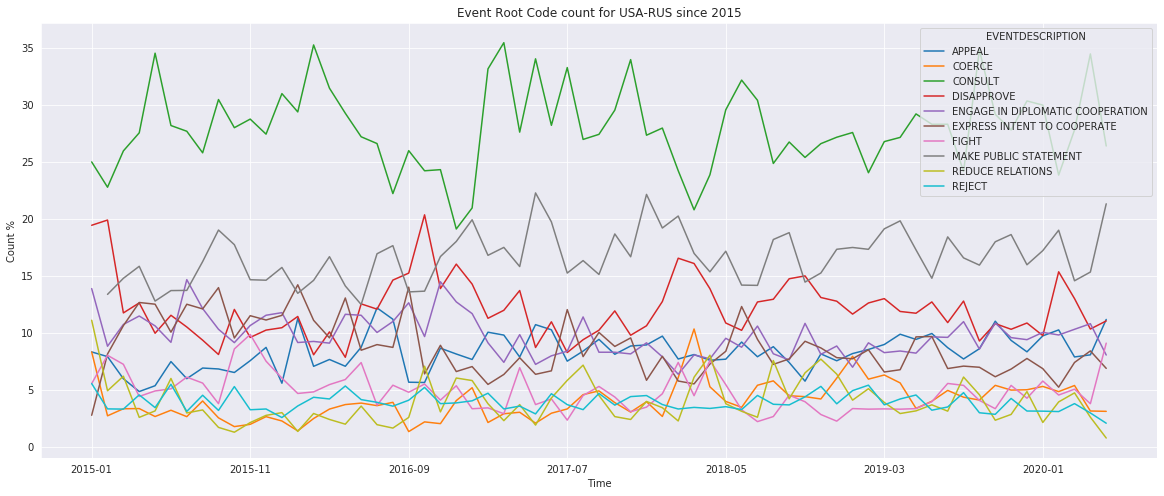 Event Root Code count for USA-RUS since 2015
EVENTDESCRIPTION
APPEAL
COERCE
CONSULT
DISAPPROVE
ENGAGE IN DIPLOMATIC COOPERATION
EXPRESS INTENT TO COOPERATE
FIGHT
MAKE PUBLIC STATEMENT
REDUCE RELATIONS
REJECT
Count %
35
30
25
20
15
10
5
0
2015-01 2015-11 2016-09 2017-07 2018-05 2019-03 2020-01
Time